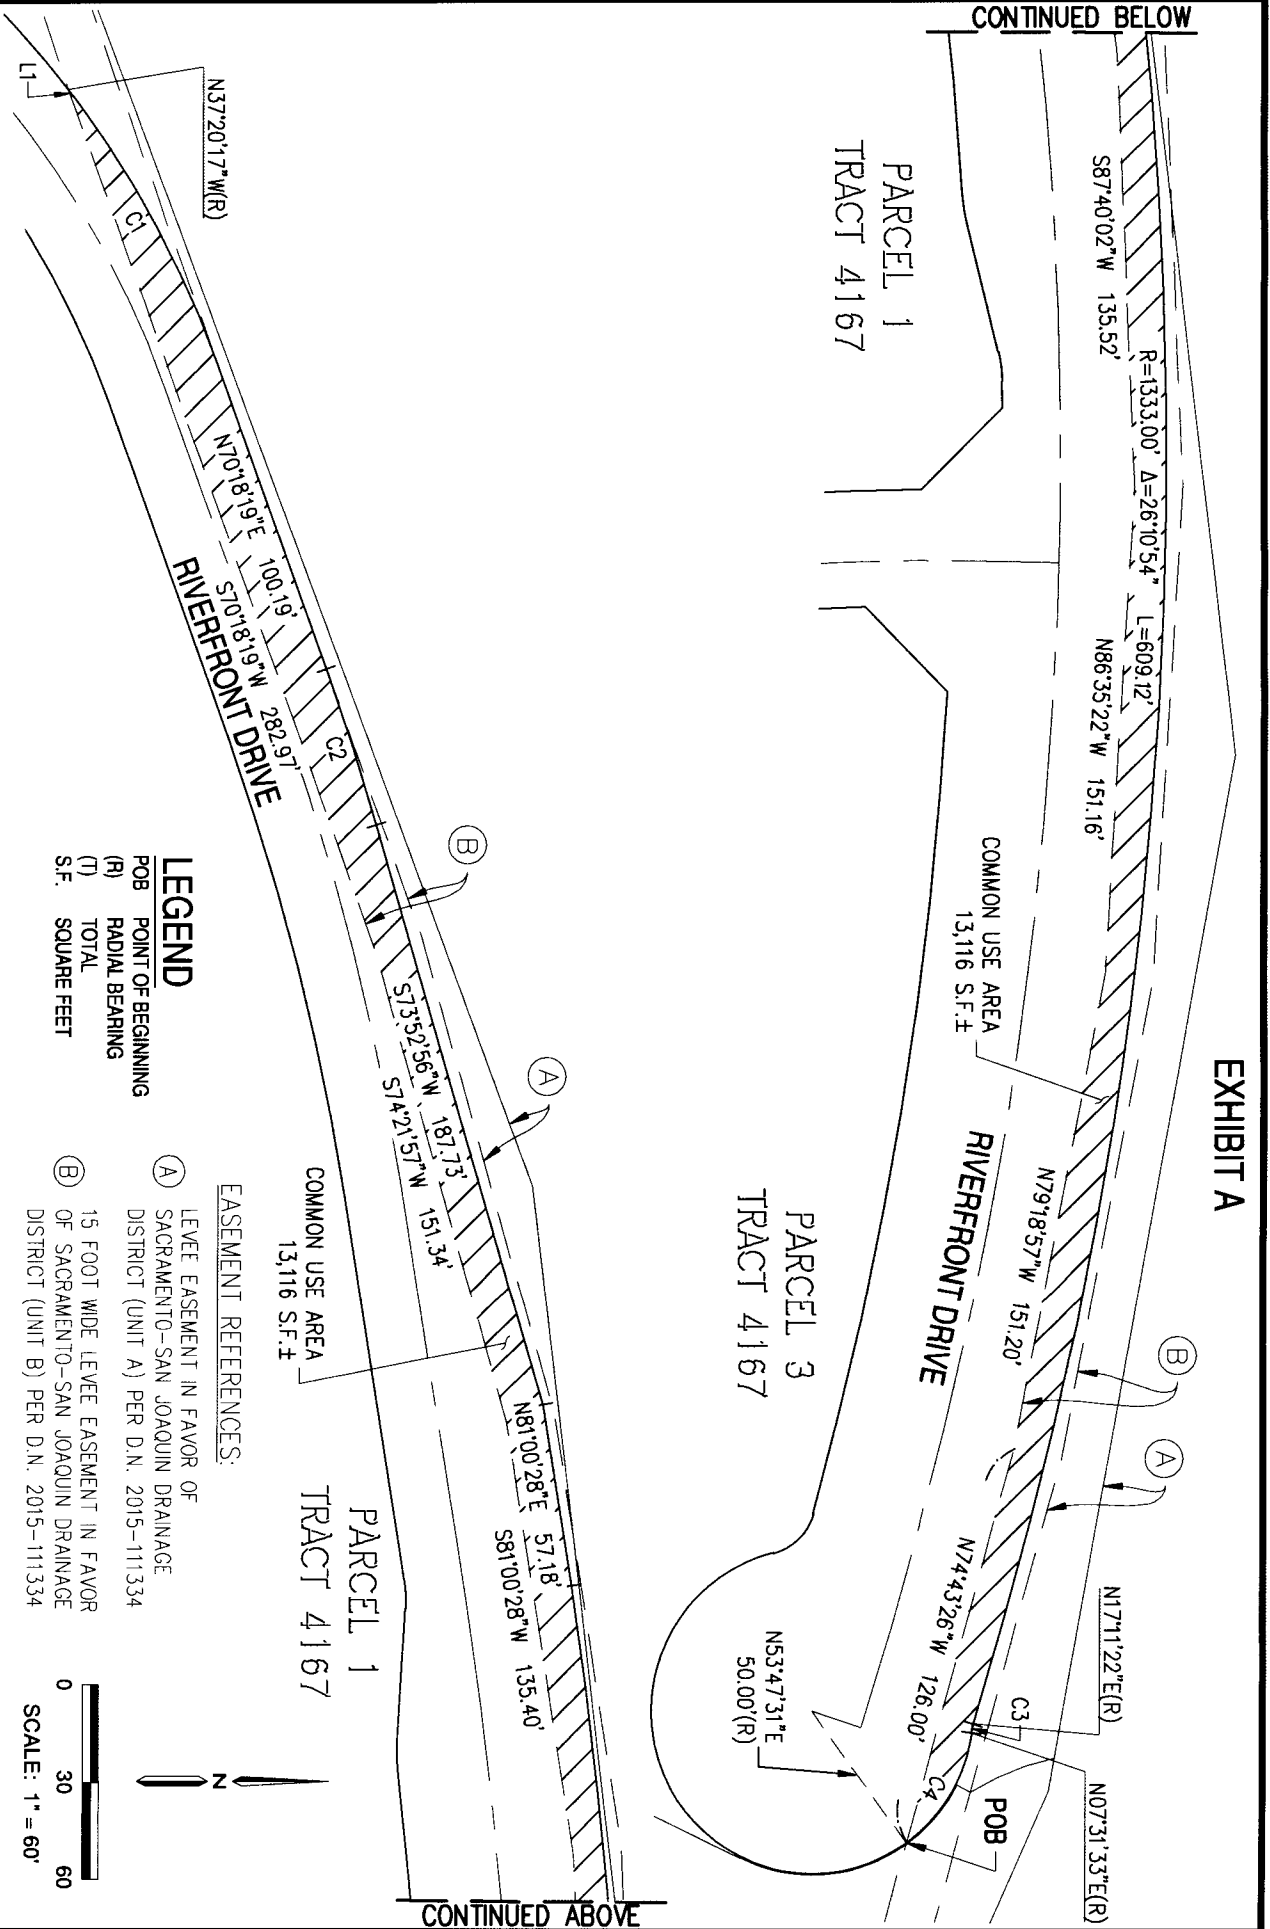 EXHIBIT A
CONTINUED BELOW
S87°40'02"W 135.52'
R=1333.00' Δ=26°10'54" L=609.12'
N86°35'22"W 151.16'
PARCEL 1
TRACT 4167
COMMON USE AREA
13,116 S.F.±
N79°18'57"W 151.20'
RIVERFRONT DRIVE
PARCEL 3
TRACT 4167
B
A
N74°43'26"W 126.00'
N17°11'22"E(R)
C3
N07°31'33"E(R)
C4
POB
N53°47'31"E
50.00'(R)
N37°20'17"W(R)
L1
C1
N70°18'19"E 100.19'
S70°18'19"W 282.97'
RIVERFRONT DRIVE
C2
B
A
S73°52'56"W 187.73'
S74°21'57"W 151.34'
COMMON USE AREA
13,116 S.F.±
N81°00'28"E 57.18'
S81°00'28"W 135.40'
PARCEL 1
TRACT 4167
CONTINUED ABOVE
LEGEND
POB POINT OF BEGINNING
(R) RADIAL BEARING
(T) TOTAL
S.F. SQUARE FEET
EASEMENT REFERENCES:
A LEVEE EASEMENT IN FAVOR OF
SACRAMENTO-SAN JOAQUIN DRAINAGE
DISTRICT (UNIT A) PER D.N. 2015-111334
B 15 FOOT WIDE LEVEE EASEMENT IN FAVOR
OF SACRAMENTO-SAN JOAQUIN DRAINAGE
DISTRICT (UNIT B) PER D.N. 2015-111334
N
0 30 60
SCALE: 1" = 60'